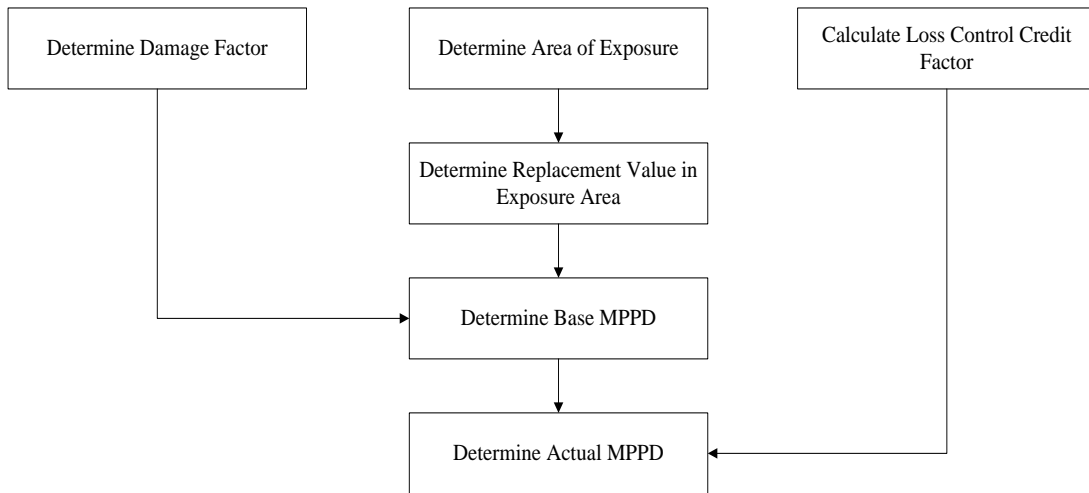 Determine Damage Factor
Determine Area of Exposure
Calculate Loss Control Credit
Factor
Determine Replacement Value in
Exposure Area
Determine Base MPPD
Determine Actual MPPD